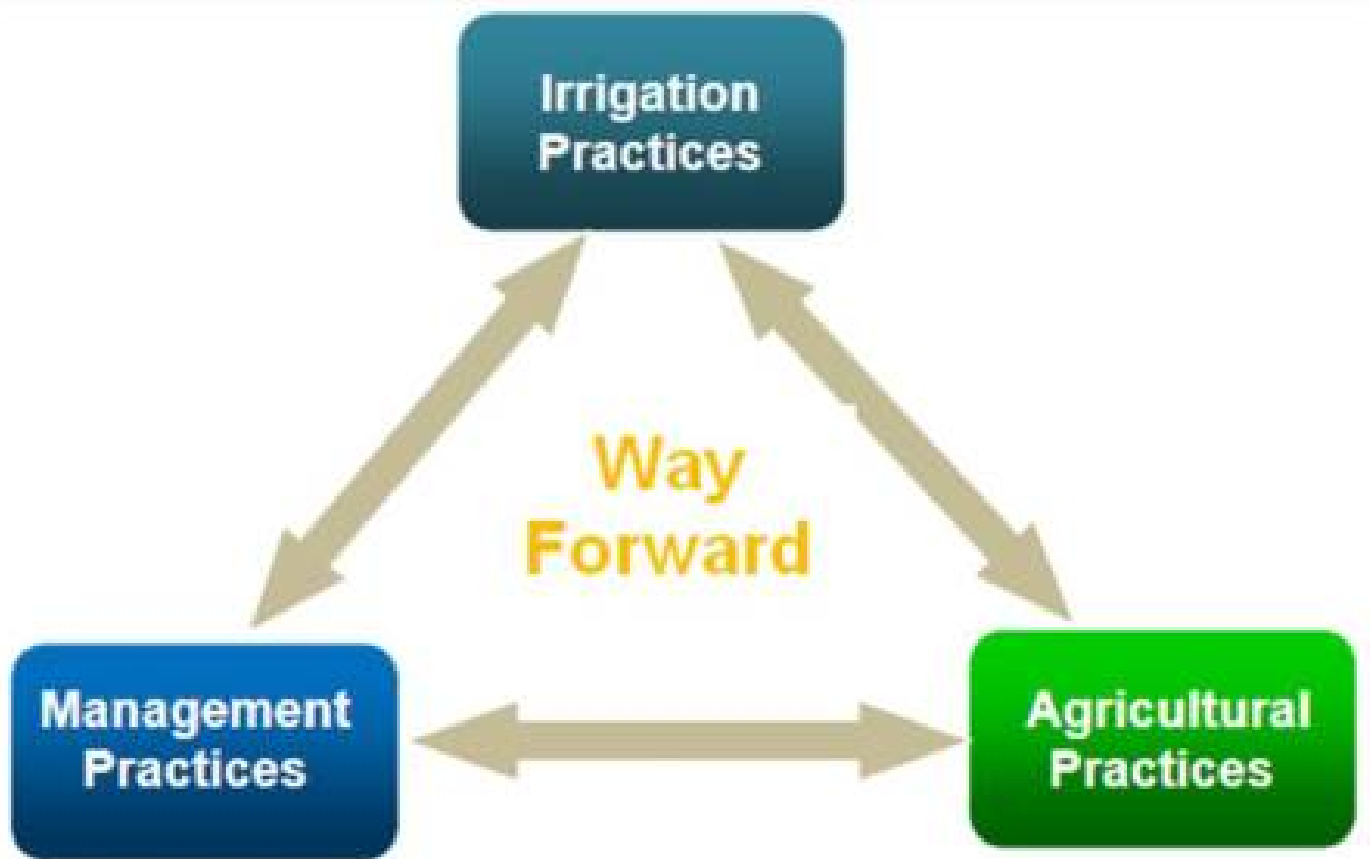 Irrigation
Practices
Way
Forward
Management
Practices
Agricultural
Practices